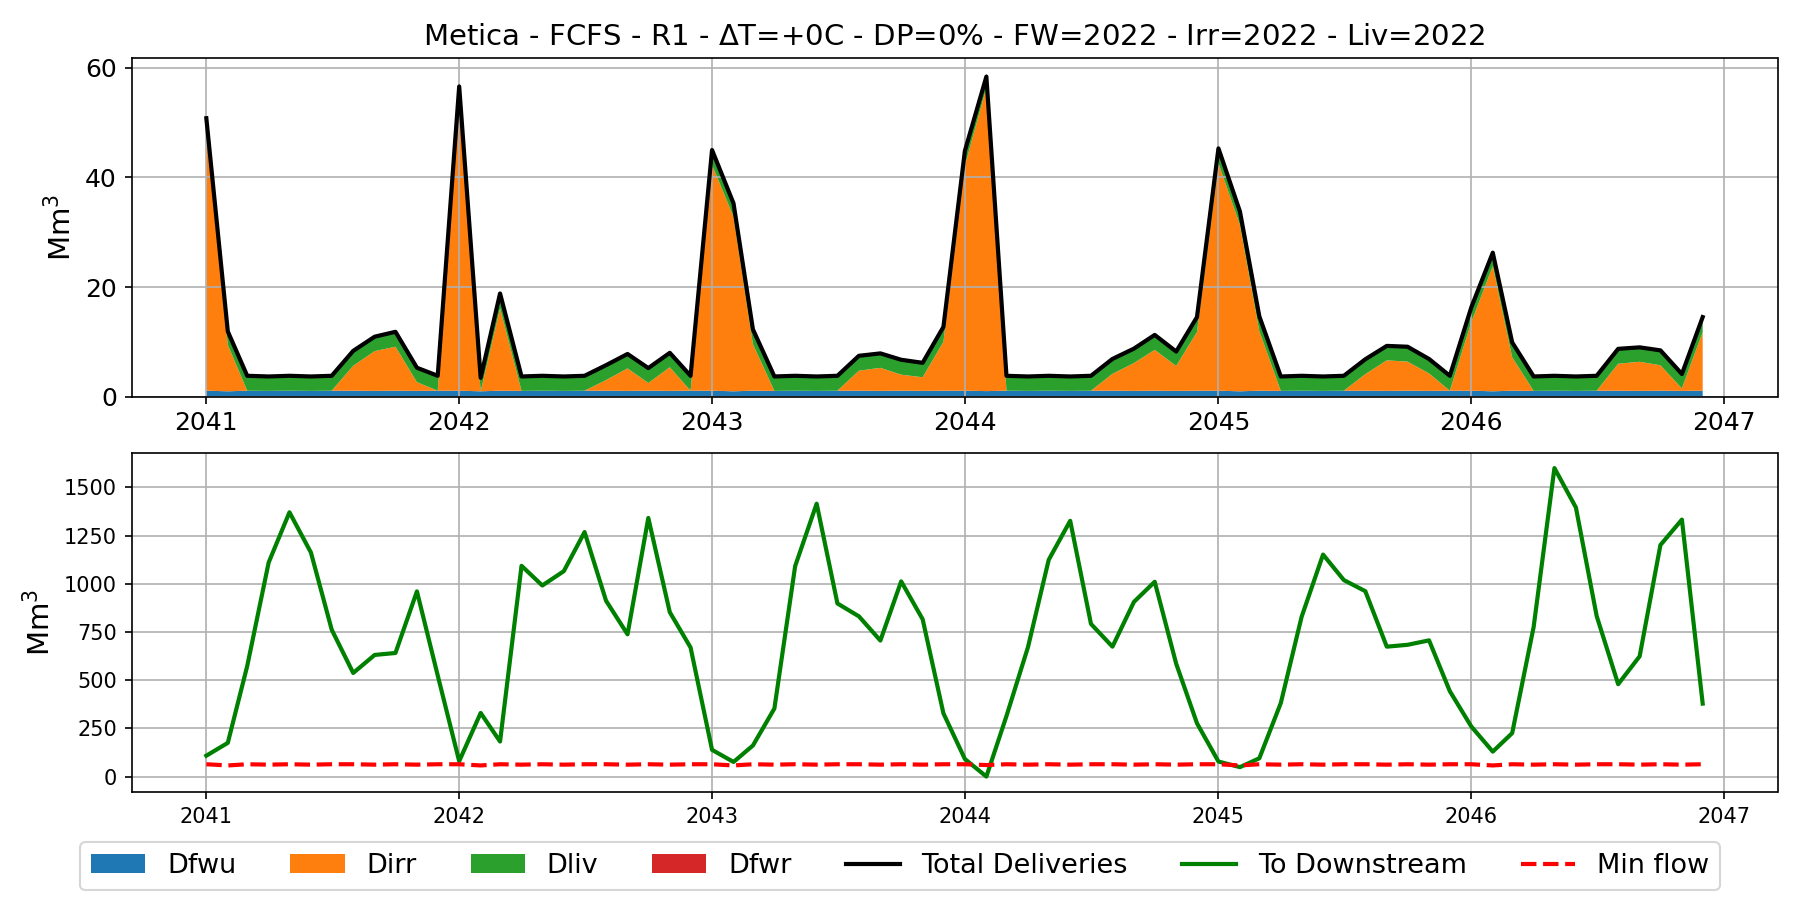 Metica - FCFS - R1 - ΔT=+0C - DP=0% - FW=2022 - Irr=2022 - Liv=2022
Mm³
60
40
20
0
2041 2042 2043 2044 2045 2046 2047
Mm³
1500
1250
1000
750
500
250
0
2041 2042 2043 2044 2045 2046 2047
Dfwu Dirr Dliv Dfwr Total Deliveries To Downstream Min flow